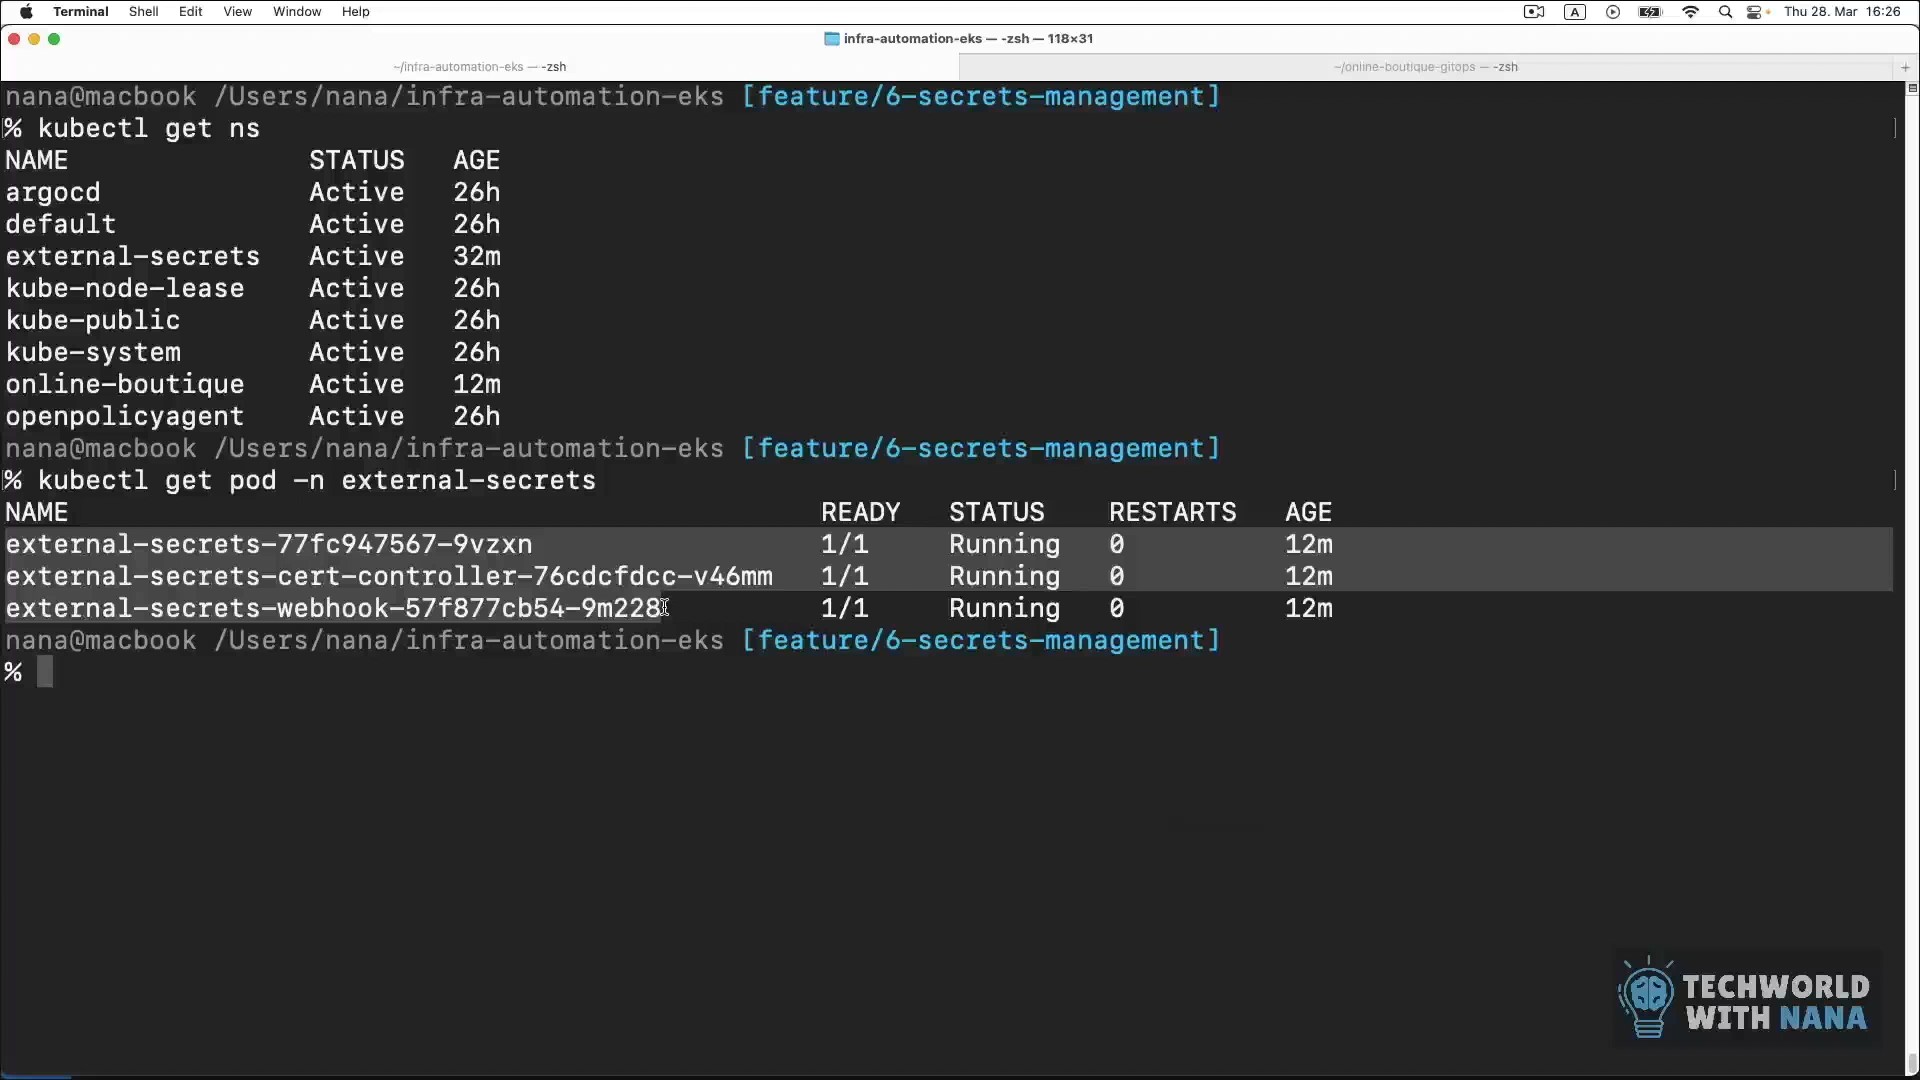 Terminal Shell Edit View Window Help A Thu 28. Mar 16:26
infra-automation-eks — -zsh — 118×31
~/infra-automation-eks — -zsh ~/online-boutique-gitops — -zsh +
nana@macbook /Users/nana/infra-automation-eks [feature/6-secrets-management]
% kubectl get ns
NAME STATUS AGE
argocd Active 26h
default Active 26h
external-secrets Active 32m
kube-node-lease Active 26h
kube-public Active 26h
kube-system Active 26h
online-boutique Active 12m
openpolicyagent Active 26h
nana@macbook /Users/nana/infra-automation-eks [feature/6-secrets-management]
% kubectl get pod -n external-secrets
NAME READY STATUS RESTARTS AGE
external-secrets-77fc947567-9vzxn 1/1 Running 0 12m
external-secrets-cert-controller-76cdcfdcc-v46mm 1/1 Running 0 12m
external-secrets-webhook-57f877cb54-9m228 1/1 Running 0 12m
nana@macbook /Users/nana/infra-automation-eks [feature/6-secrets-management]
%
TECHWORLD
WITH NANA